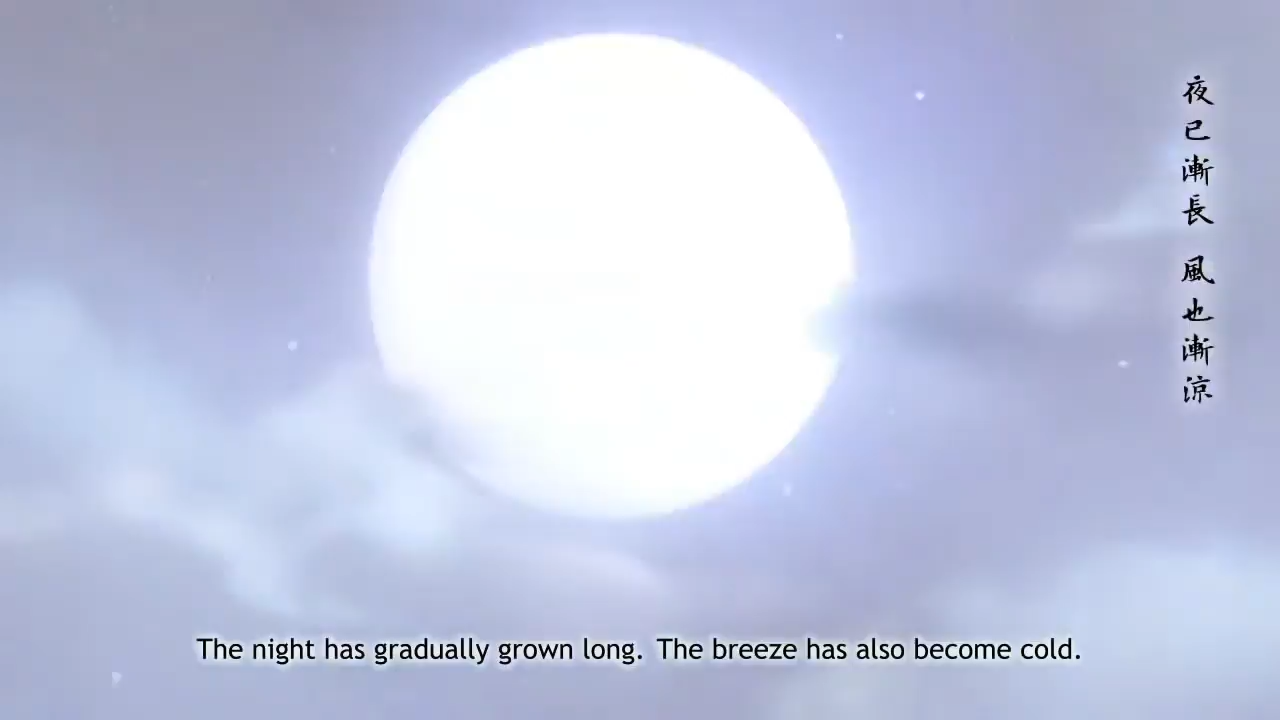 夜已漸長 風也漸涼
The night has gradually grown long. The breeze has also become cold.